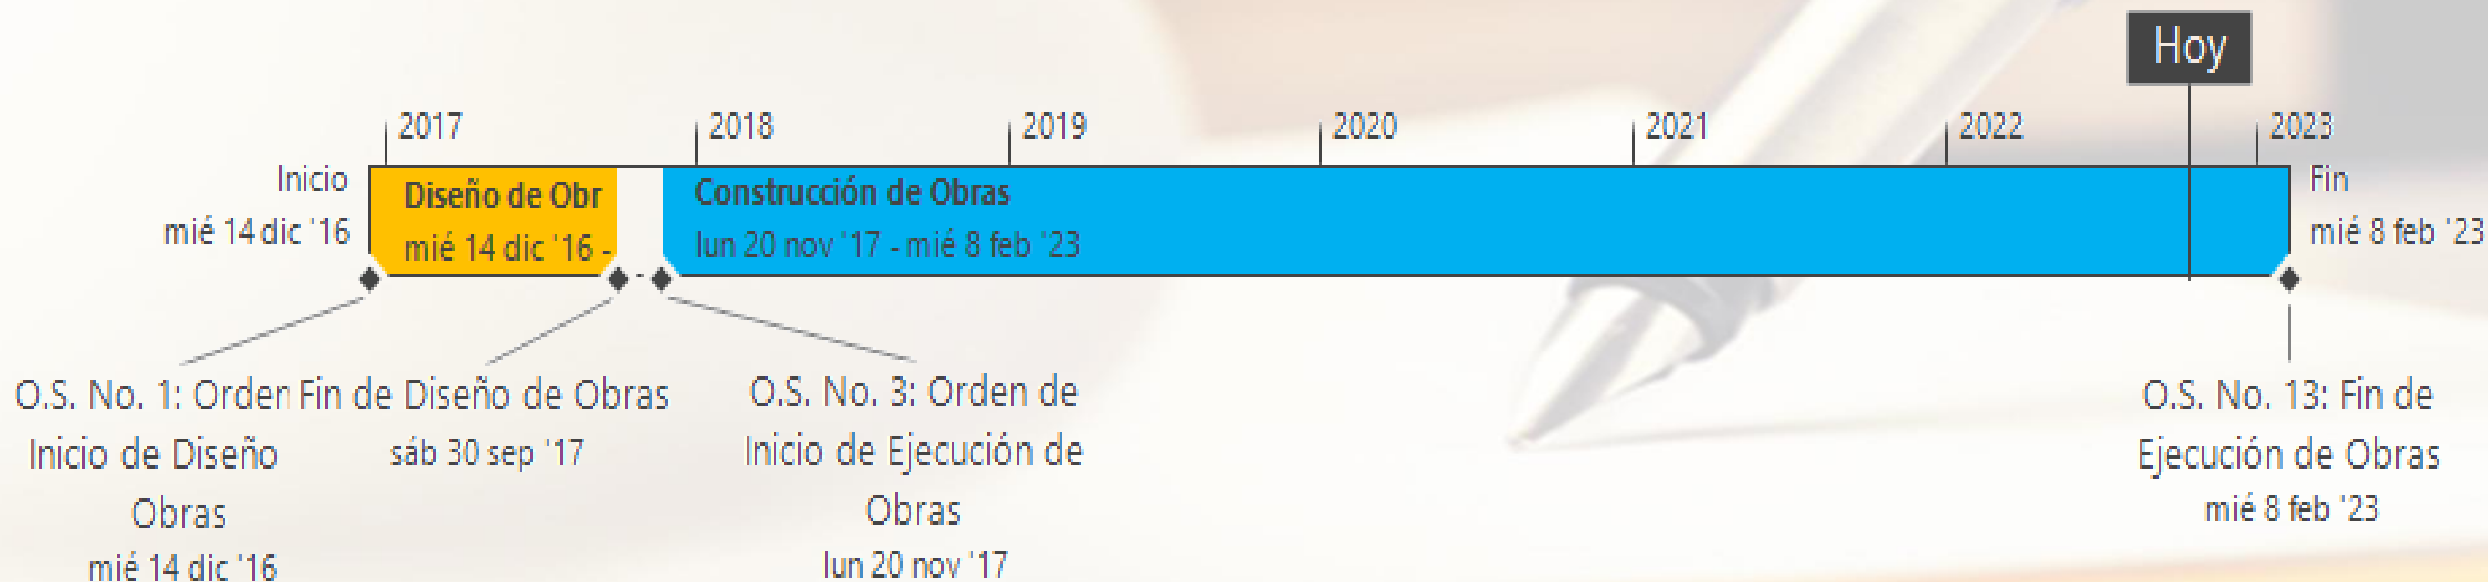 Hoy
2017
2018
2019
2020
2021
2022
2023
Inicio
mié 14 dic '16
Diseño de Obr
mié 14 dic '16 -
Construcción de Obras
lun 20 nov '17 - mié 8 feb '23
Fin
mié 8 feb '23
O.S. No. 1: Orden
Inicio de Diseño
Obras
mié 14 dic '16
Fin de Diseño de Obras
sáb 30 sep '17
O.S. No. 3: Orden de
Inicio de Ejecución de
Obras
lun 20 nov '17
O.S. No. 13: Fin de
Ejecución de Obras
mié 8 feb '23